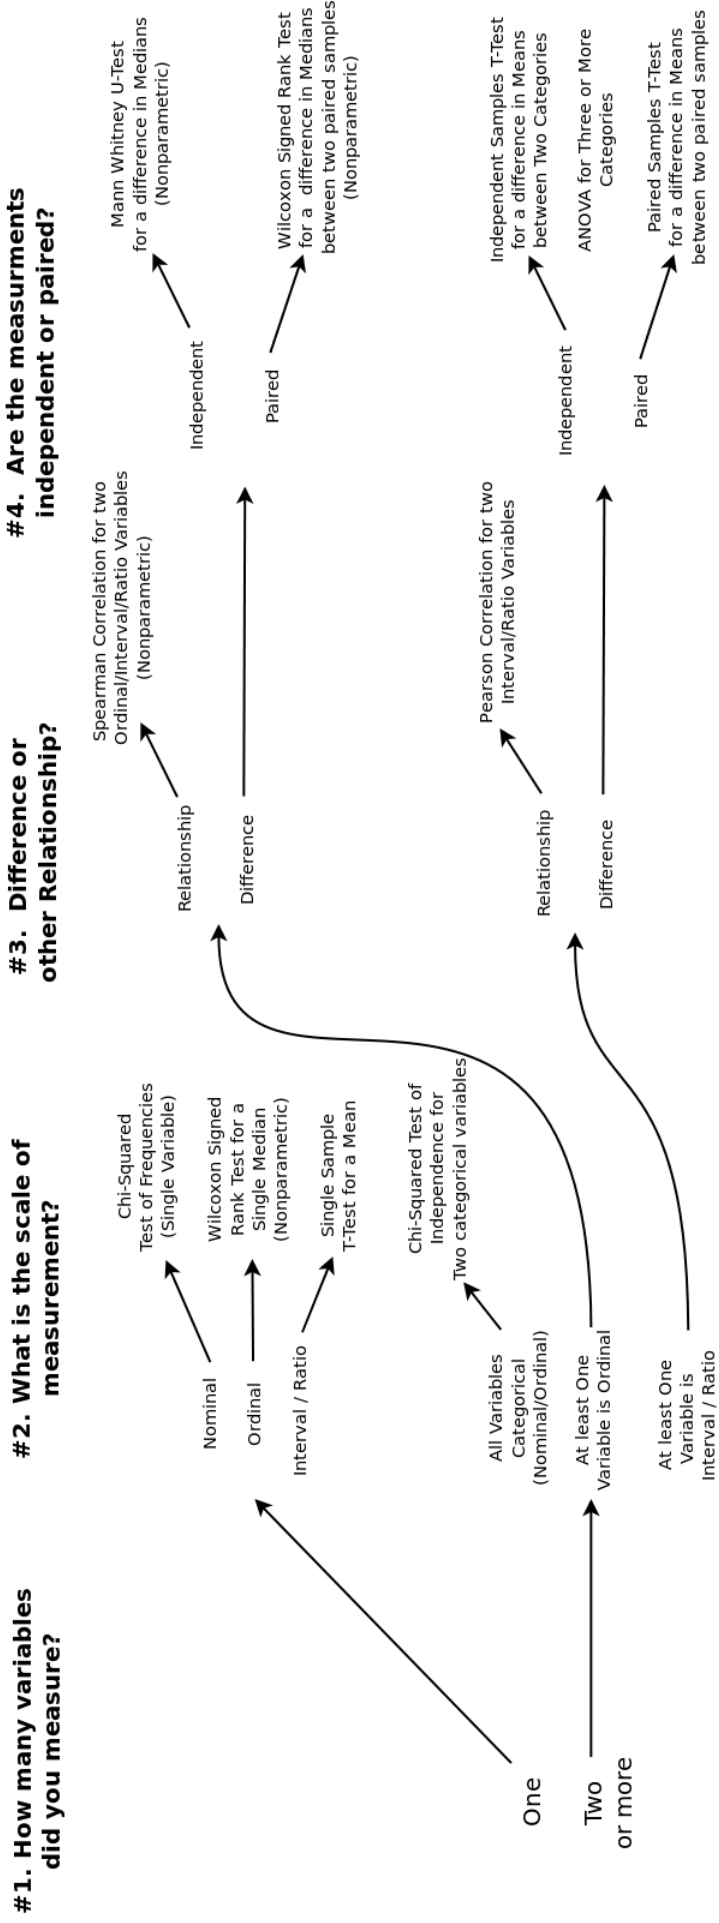 #1. How many variables
did you measure?
One
Two
or more
#2. What is the scale of
measurement?
Nominal
Ordinal
Interval / Ratio
Chi-Squared
Test of Frequencies
(Single Variable)
Wilcoxon Signed
Rank Test for a
Single Median
(Nonparametric)
Single Sample
T-Test for a Mean
All Variables
Categorical
(Nominal/Ordinal)
Chi-Squared Test of
Independence for
Two categorical variables
At least One
Variable is Ordinal
At least One
Variable is
Interval / Ratio
#3.  Difference or
other Relationship?
Relationship
Difference
Spearman Correlation for two
Ordinal/Interval/Ratio Variables
(Nonparametric)
Relationship
Difference
Pearson Correlation for two
Interval/Ratio Variables
#4.  Are the measurments
independent or paired?
Independent
Paired
Mann Whitney U-Test
for a difference in Medians
(Nonparametric)
Wilcoxon Signed Rank Test
for a  difference in Medians
between two paired samples
(Nonparametric)
Independent
Paired
Independent Samples T-Test
for a difference in Means
between Two Categories
ANOVA for Three or More
Categories
Paired Samples T-Test
for a difference in Means
between two paired samples